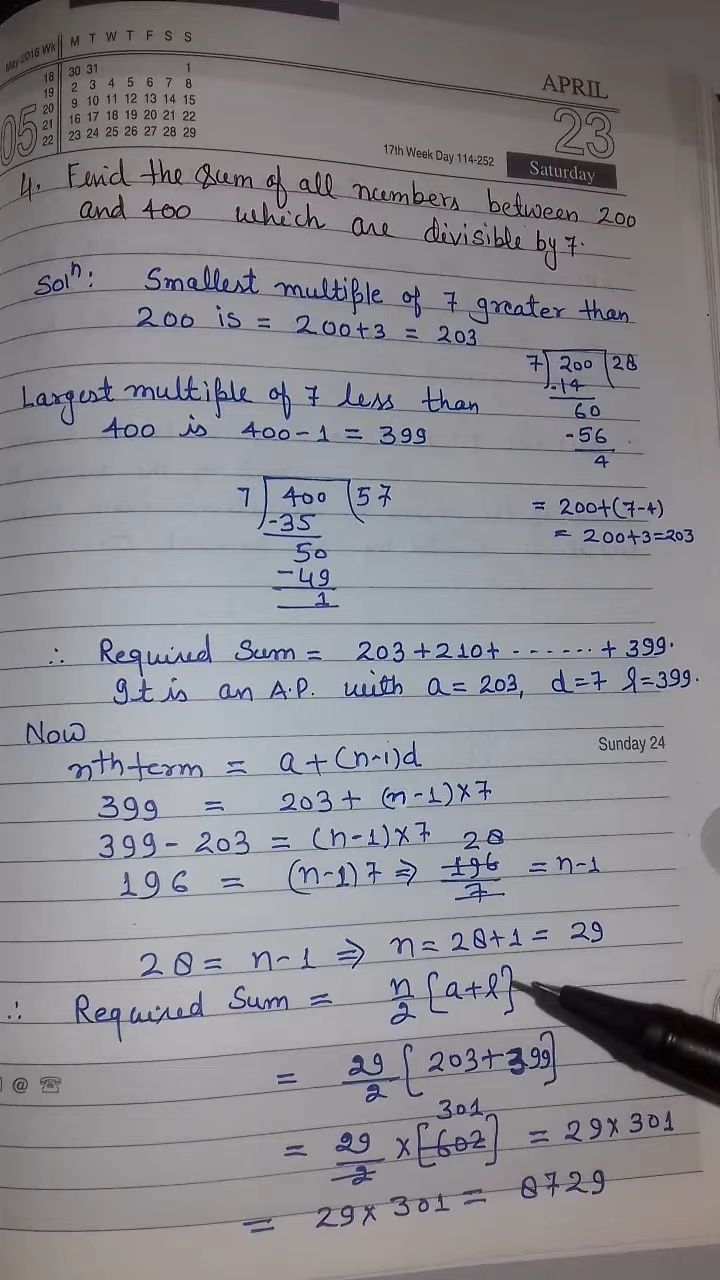 May 2016 Wk M T W T F S S
18 30 31 1
19 2 3 4 5 6 7 8
20 9 10 11 12 13 14 15
21 16 17 18 19 20 21 22
22 23 24 25 26 27 28 29
05
APRIL
23
17th Week Day 114-252
Saturday
4. Find the sum of all numbers between 200
and 400 which are divisible by 7.
Solⁿ: Smallest multiple of 7 greater than
200 is = 200+3 = 203
7 200 28
-14
60
-56
4
= 200+(7-4)
= 200+3=203
Largest multiple of 7 less than
400 is 400-1 = 399
7 400 57
-35
50
-49
1
∴ Required Sum = 203+210+ ....... + 399.
It is an A.P. with a=203, d=7 l=399.
Now
Sunday 24
nth term = a+(n-1)d
399 = 203+ (n-1)×7
399-203 = (n-1)×7
196 = (n-1)7 ⇒ 196/7 = n-1
28
28 = n-1 ⇒ n=28+1= 29
∴ Required Sum = n/2 [a+l]
= 29/2 [203+399]
301
= 29/2 ×[602] = 29×301
= 29×301 = 8729
@ ☎